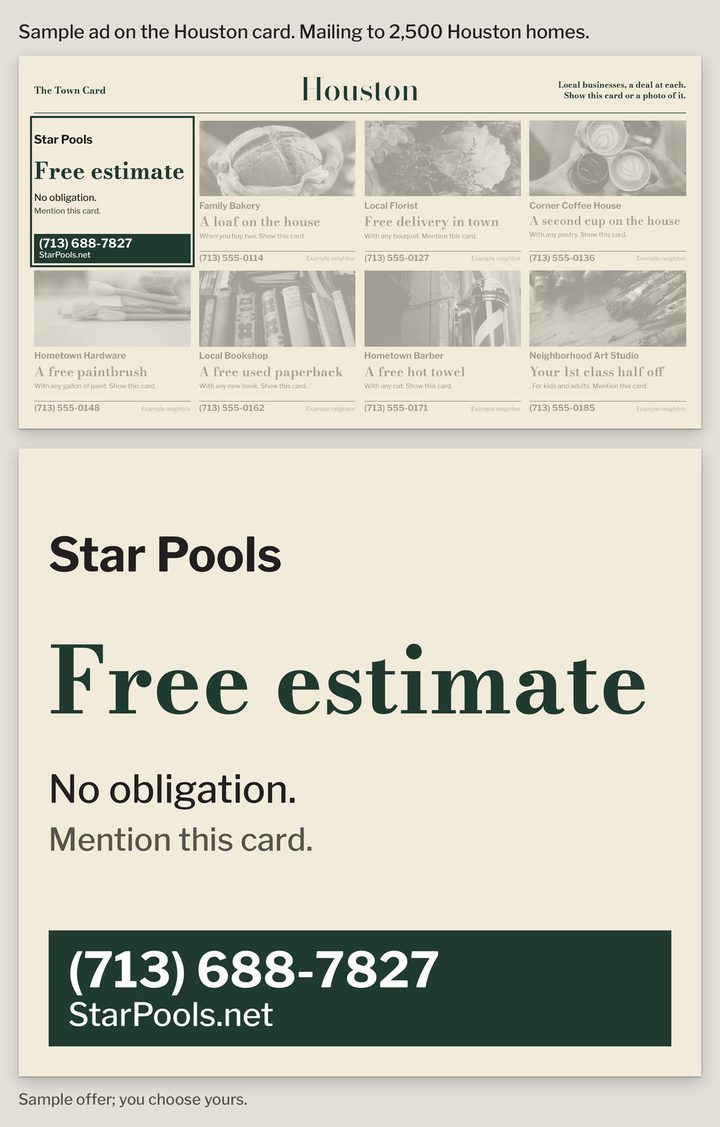 Sample ad on the Houston card. Mailing to 2,500 Houston homes.
The Town Card
Houston
Local businesses, a deal at each.
Show this card or a photo of it.
Star Pools
Free estimate
No obligation.
Mention this card.
(713) 688-7827
StarPools.net
Family Bakery
A loaf on the house
When you buy two. Show this card.
(713) 555-0114
Example neighbor
Local Florist
Free delivery in town
With any bouquet. Mention this card.
(713) 555-0127
Example neighbor
Corner Coffee House
A second cup on the house
With any pastry. Show this card.
(713) 555-0136
Example neighbor
Hometown Hardware
A free paintbrush
With any gallon of paint. Show this card.
(713) 555-0148
Example neighbor
Local Bookshop
A free used paperback
With any new book. Show this card.
(713) 555-0162
Example neighbor
Hometown Barber
A free hot towel
With any cut. Show this card.
(713) 555-0171
Example neighbor
Neighborhood Art Studio
Your 1st class half off
For kids and adults. Mention this card.
(713) 555-0185
Example neighbor
Star Pools
Free estimate
No obligation.
Mention this card.
(713) 688-7827
StarPools.net
Sample offer; you choose yours.